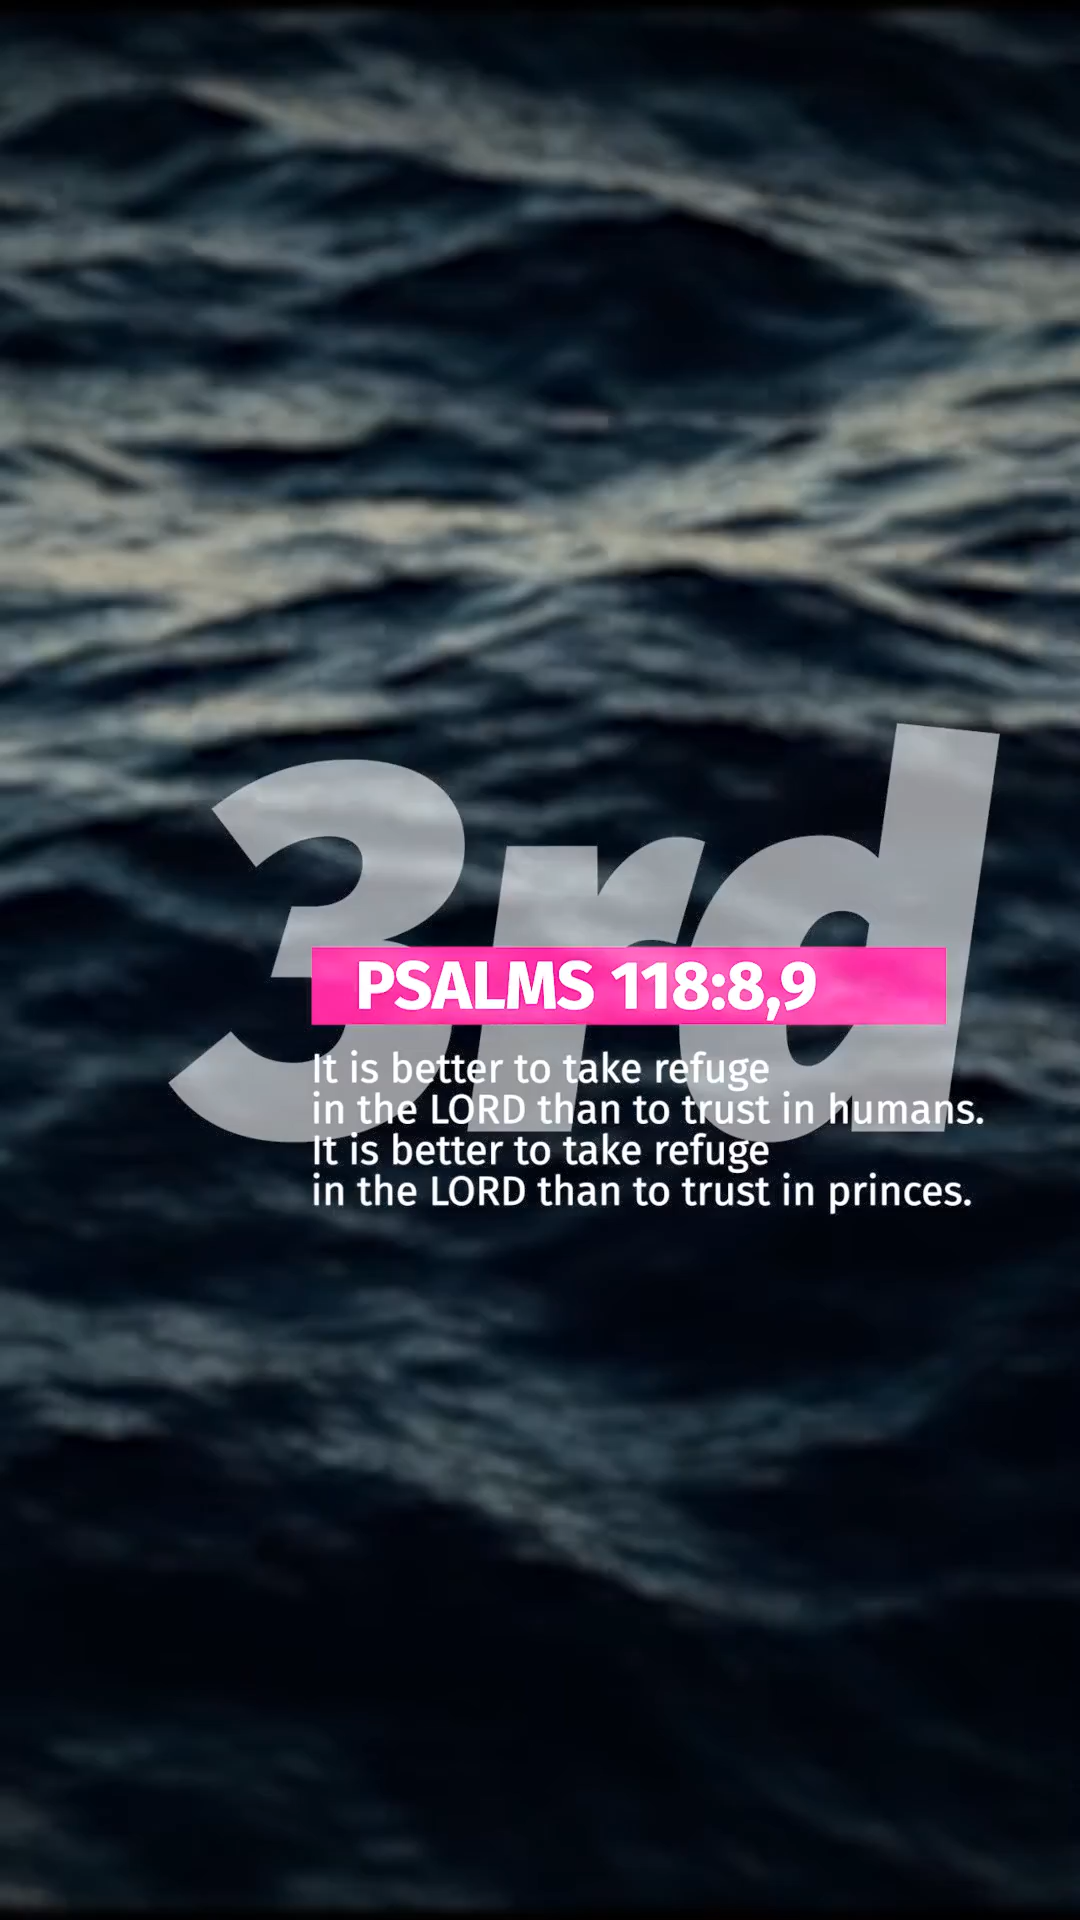 3rd
PSALMS 118:8,9
It is better to take refuge
in the LORD than to trust in humans.
It is better to take refuge
in the LORD than to trust in princes.